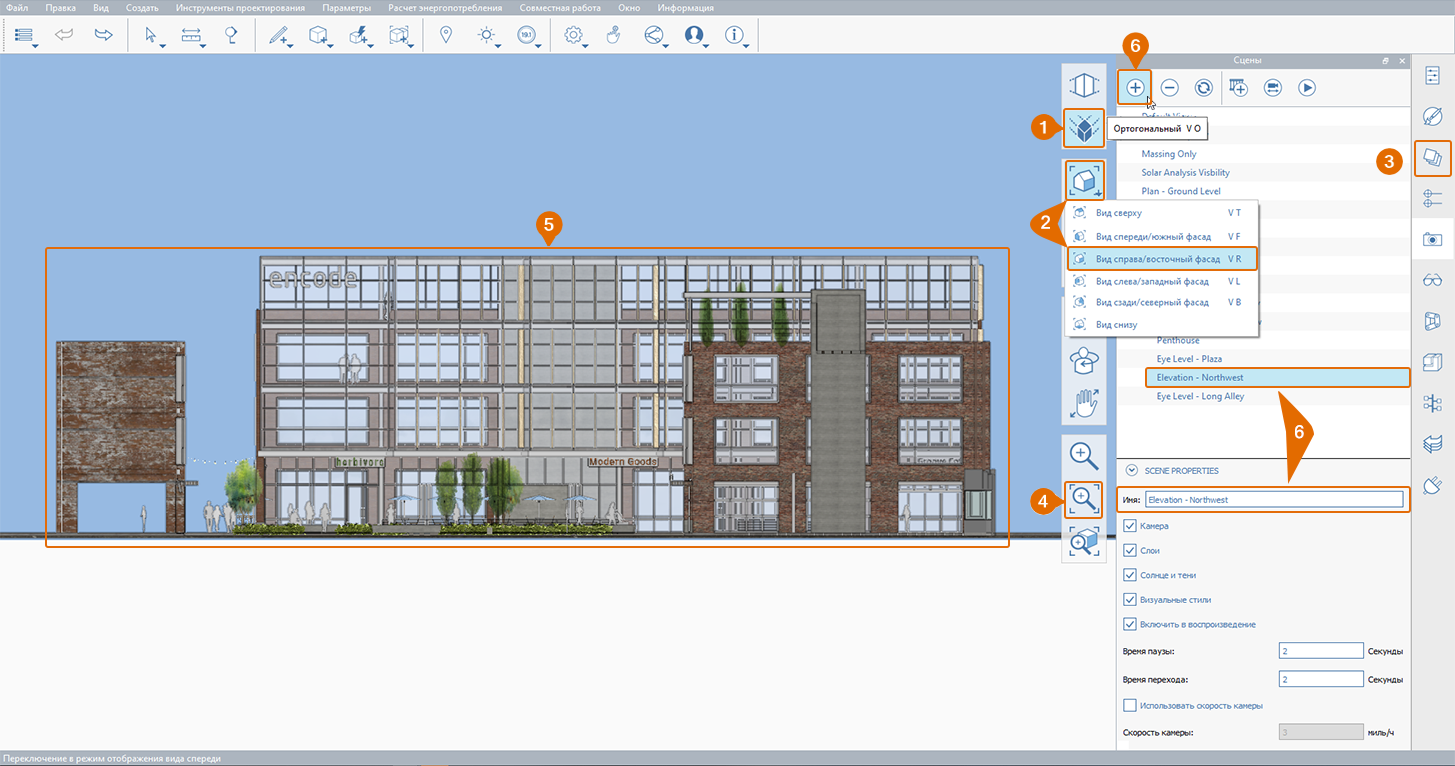 Файл Правка Вид Создать Инструменты проектирования Параметры Расчет энергопотребления Совместная работа Окно Информация
19.1
6
Сцены
1
Ортогональный V O
Massing Only
3
Solar Analysis Visbility
Plan - Ground Level
2
Вид сверху V T
Вид спереди/южный фасад V F
Вид справа/восточный фасад V R
Вид слева/западный фасад V L
Вид сзади/северный фасад V B
Вид снизу
5
encode
herbivore
Modern Goods
Penthouse
Eye Level - Plaza
Elevation - Northwest
Eye Level - Long Alley
6
SCENE PROPERTIES
4
Имя: Elevation - Northwest
Камера
Слои
Солнце и тени
Визуальные стили
Включить в воспроизведение
Время паузы: 2 Секунды
Время перехода: 2 Секунды
Использовать скорость камеры
Скорость камеры: 3 миль/ч
Переключение в режим отображения вида спереди